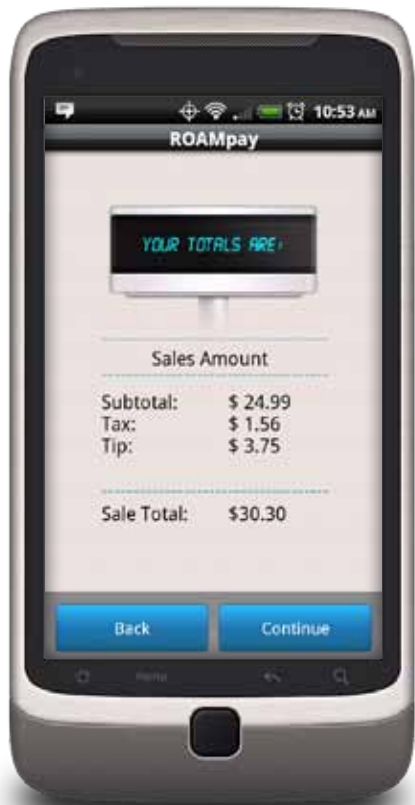 10:53 AM
ROAMpay
YOUR TOTALS ARE:
Sales Amount
Subtotal: $ 24.99
Tax: $ 1.56
Tip: $ 3.75
Sale Total: $30.30
Back Continue
menu